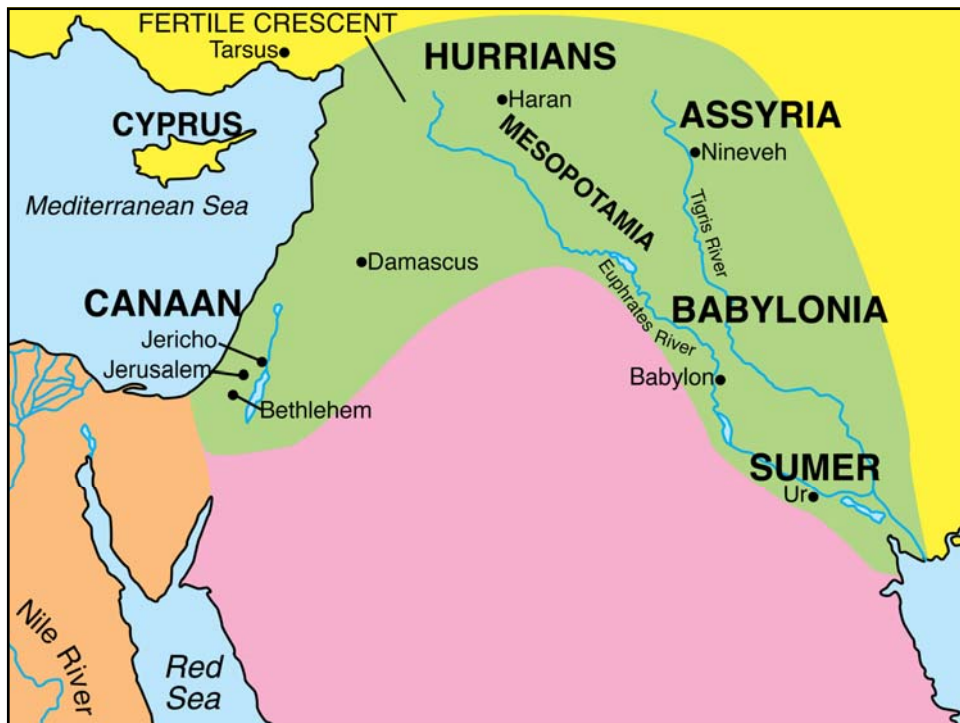 FERTILE CRESCENT
Tarsus
HURRIANS
Haran
ASSYRIA
CYPRUS
Nineveh
MESOPOTAMIA
Mediterranean Sea
Tigris River
Damascus
Euphrates River
CANAAN
BABYLONIA
Jericho
Jerusalem
Babylon
Bethlehem
SUMER
Ur
Nile River
Red
Sea